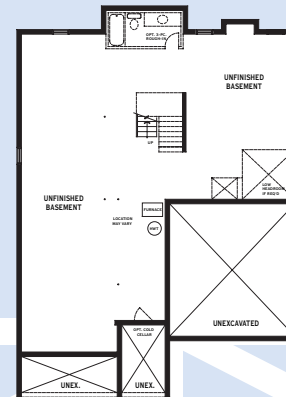 OPT. 3-PC.
ROUGH-IN
UNFINISHED
BASEMENT
UP
LOW
HEADROOM
IF REQ'D
UNFINISHED
BASEMENT
LOCATION
MAY VARY
FURNACE
HWT
UNEXCAVATED
OPT. COLD
CELLAR
UNEX.
UNEX.